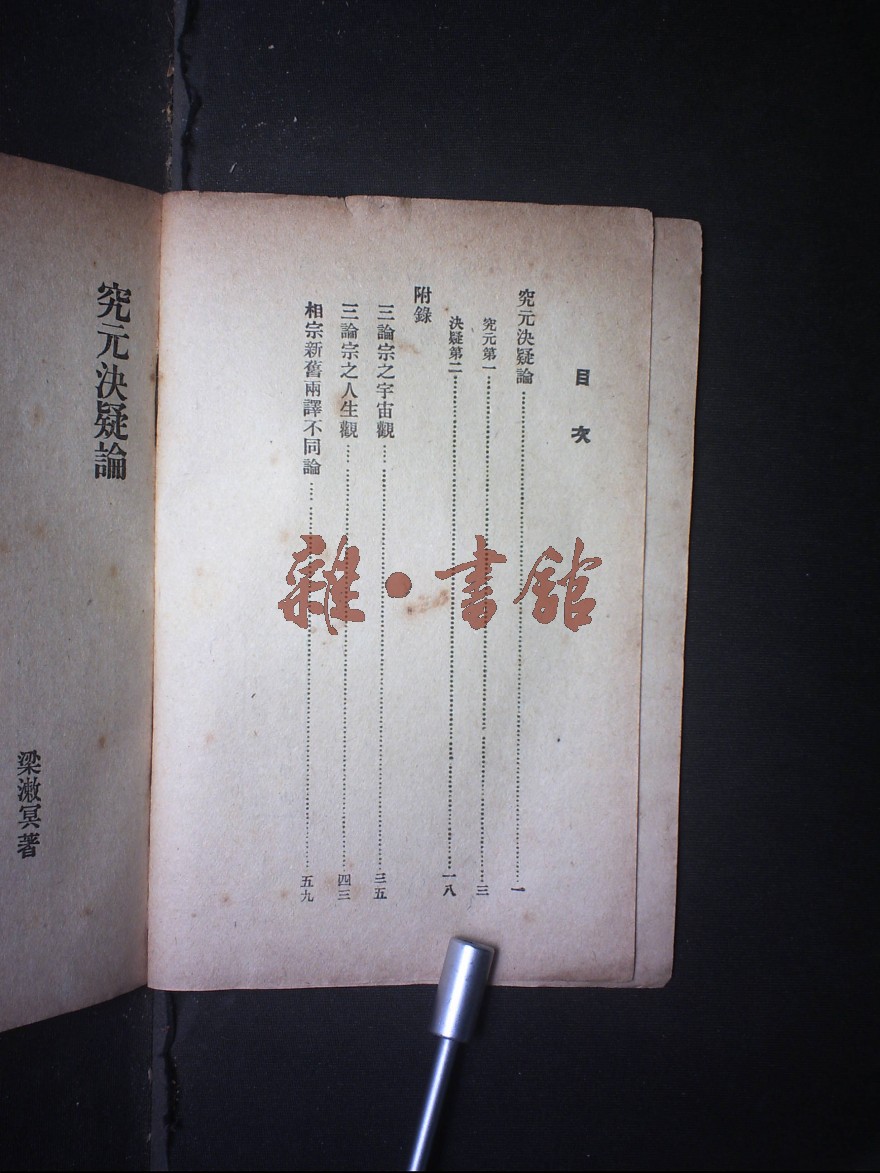 目次
究元決疑論⋯⋯一
究元第一⋯⋯三
決疑第二⋯⋯一八
附錄
三論宗之宇宙觀⋯⋯三五
三論宗之人生觀⋯⋯四三
相宗新舊兩譯不同論⋯⋯五九
究元決疑論
梁漱冥著
雜·書館